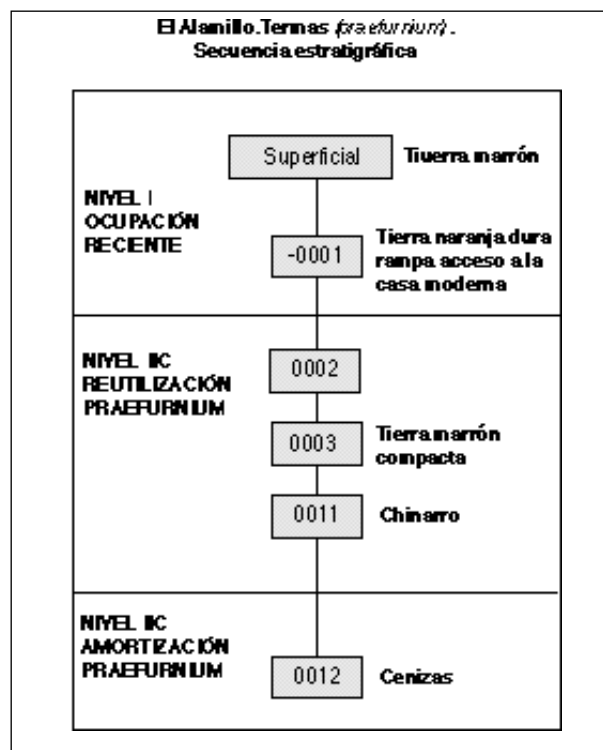 El Alamillo. Termas (praefurnium).
Secuencia estratigráfica
Superficial
Tiuerra marrón
NIVEL I
OCUPACIÓN
RECIENTE
-0001
Tierra naranja dura
rampa acceso a la
casa moderna
NIVEL IIC
REUTILIZACIÓN
PRAEFURNIUM
0002
0003
Tierra marrón
compacta
0011
Chinarro
NIVEL IIC
AMORTIZACIÓN
PRAEFURNIUM
0012
Cenizas